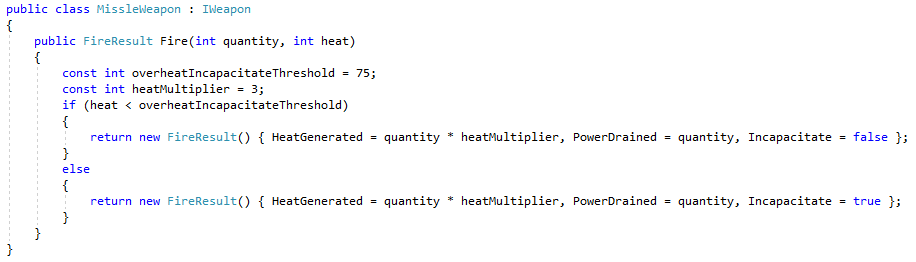 public class MissleWeapon : IWeapon
{
    public FireResult Fire(int quantity, int heat)
    {
        const int overheatIncapacitateThreshold = 75;
        const int heatMultiplier = 3;
        if (heat < overheatIncapacitateThreshold)
        {
            return new FireResult() { HeatGenerated = quantity * heatMultiplier, PowerDrained = quantity, Incapacitate = false };
        }
        else
        {
            return new FireResult() { HeatGenerated = quantity * heatMultiplier, PowerDrained = quantity, Incapacitate = true };
        }
    }
}